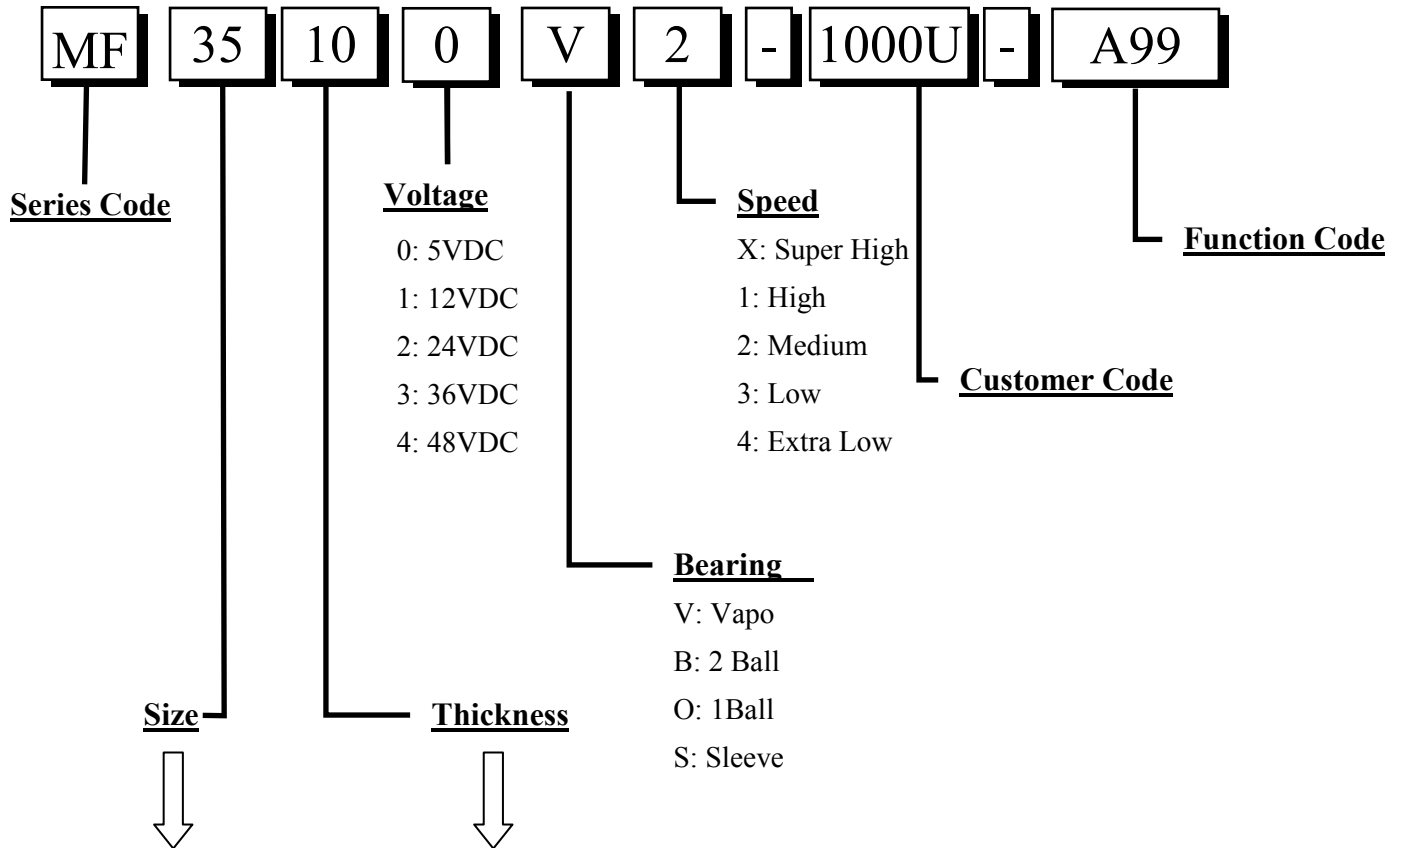 MF 35 10 0 V 2 - 1000U - A99
Series Code
Voltage
0: 5VDC
1: 12VDC
2: 24VDC
3: 36VDC
4: 48VDC
Speed
X: Super High
1: High
2: Medium
3: Low
4: Extra Low
Function Code
Customer Code
Bearing
V: Vapo
B: 2 Ball
O: 1Ball
S: Sleeve
Size
Thickness